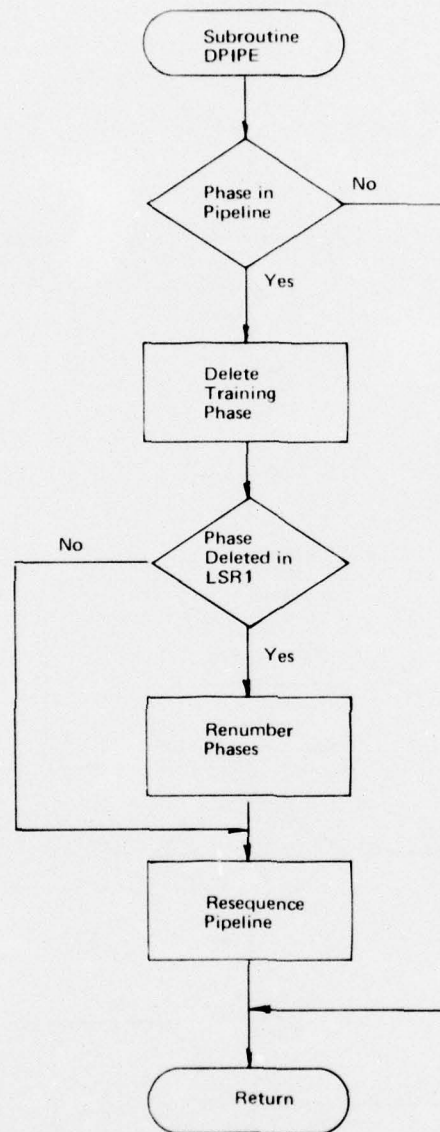 Subroutine
DPIPE
Phase in
Pipeline
No
Yes
Delete
Training
Phase
No
Phase
Deleted in
LSR1
Yes
Renumber
Phases
Resequence
Pipeline
Return